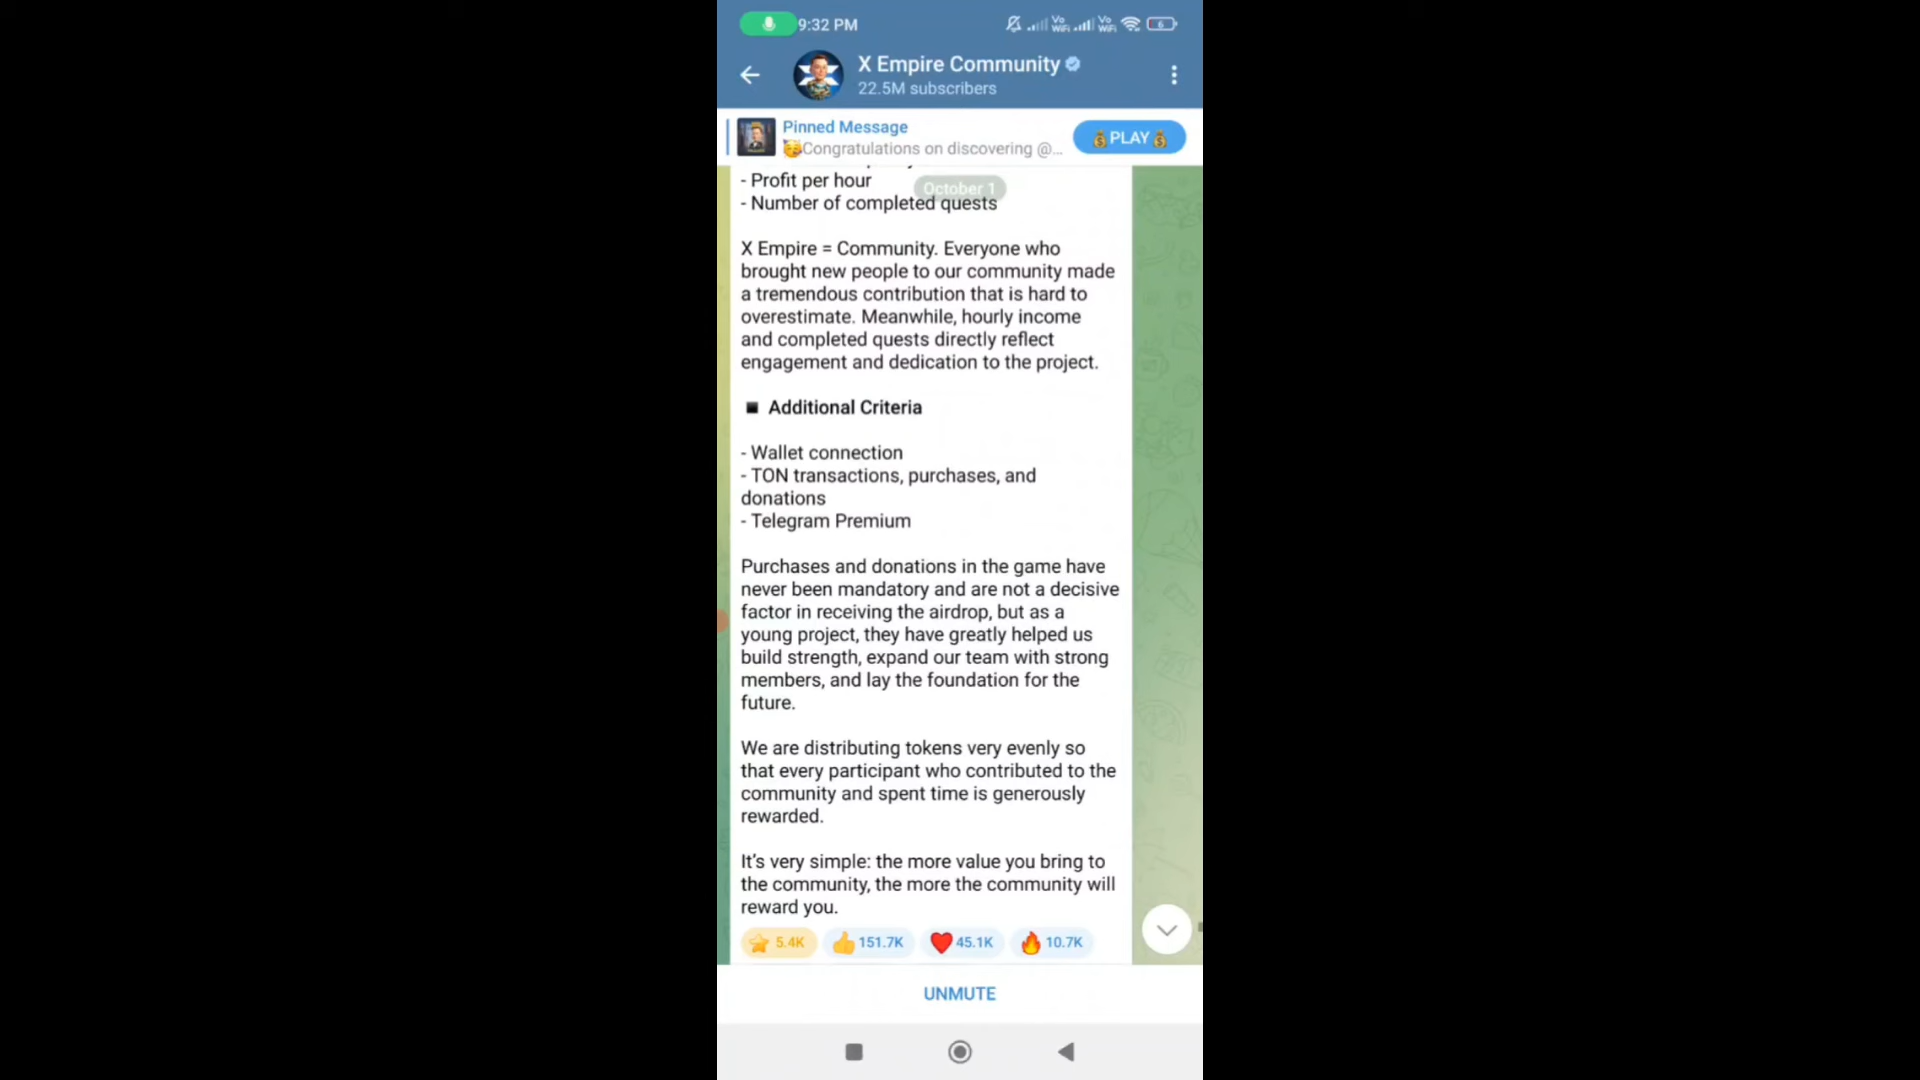 9:32 PM
Vo
WiFi
Vo
WiFi
6
X Empire Community
22.5M subscribers
Pinned Message
🥳Congratulations on discovering @...
💰PLAY💰
- Profit per hour
October 1
- Number of completed quests
X Empire = Community. Everyone who
brought new people to our community made
a tremendous contribution that is hard to
overestimate. Meanwhile, hourly income
and completed quests directly reflect
engagement and dedication to the project.
◾ Additional Criteria
- Wallet connection
- TON transactions, purchases, and
donations
- Telegram Premium
Purchases and donations in the game have
never been mandatory and are not a decisive
factor in receiving the airdrop, but as a
young project, they have greatly helped us
build strength, expand our team with strong
members, and lay the foundation for the
future.
We are distributing tokens very evenly so
that every participant who contributed to the
community and spent time is generously
rewarded.
It's very simple: the more value you bring to
the community, the more the community will
reward you.
⭐ 5.4K 👍 151.7K ❤️ 45.1K 🔥 10.7K
UNMUTE